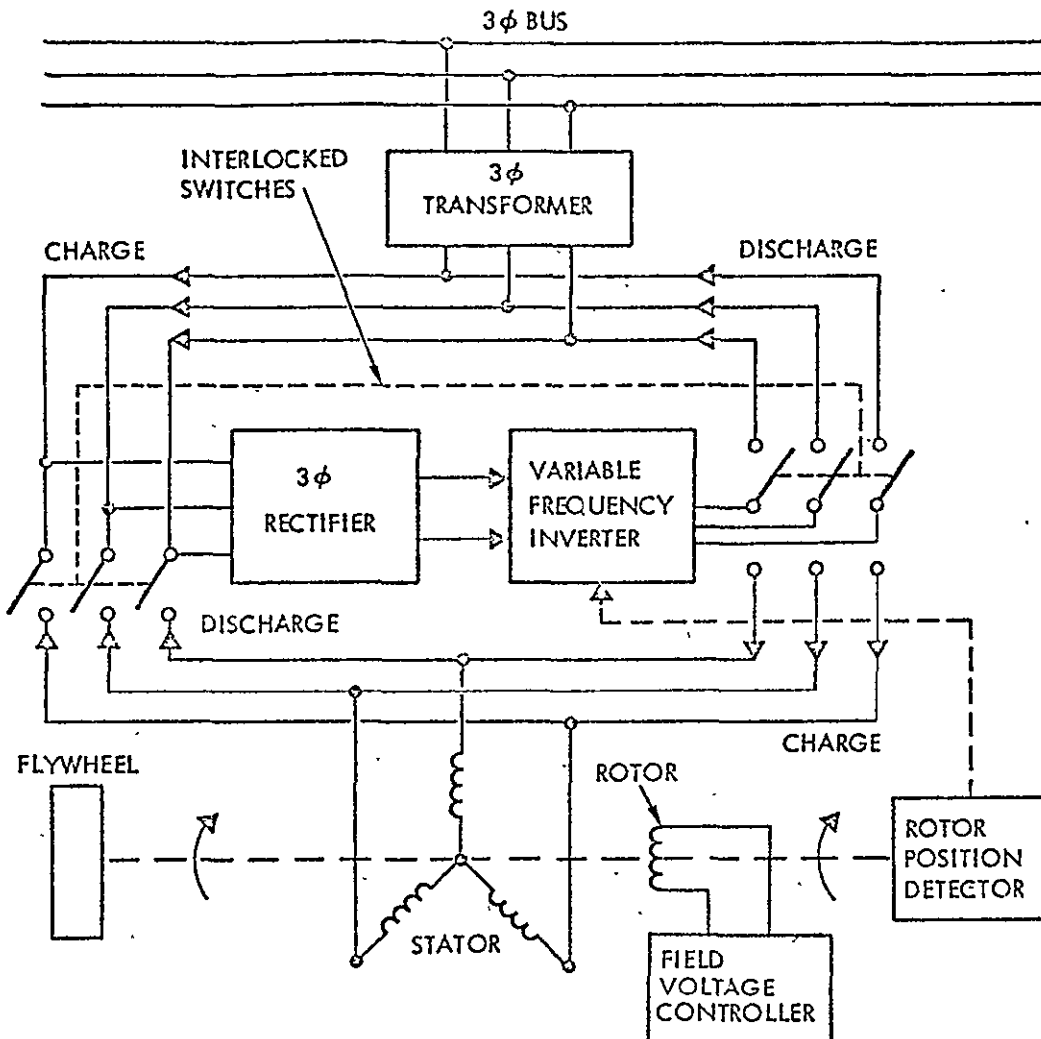 3ϕ BUS
INTERLOCKED
SWITCHES
3ϕ
TRANSFORMER
CHARGE
DISCHARGE
3ϕ
RECTIFIER
VARIABLE
FREQUENCY
INVERTER
DISCHARGE
CHARGE
FLYWHEEL
ROTOR
ROTOR
POSITION
DETECTOR
STATOR
FIELD
VOLTAGE
CONTROLLER